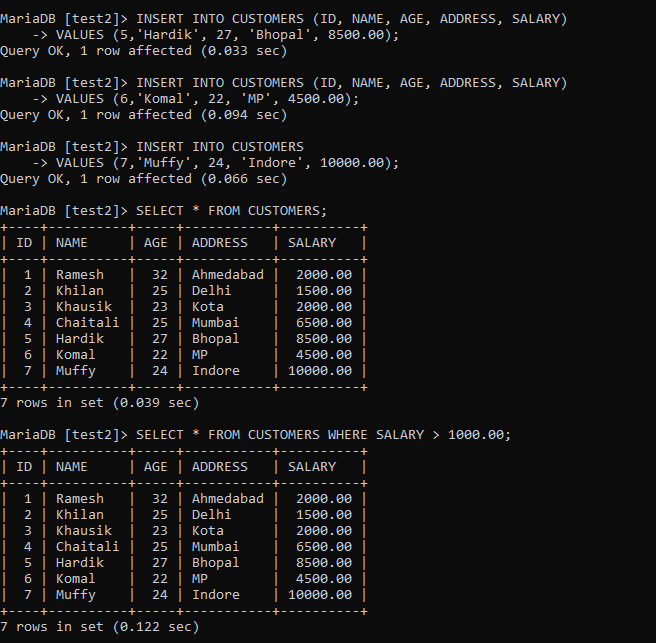 MariaDB [test2]> INSERT INTO CUSTOMERS (ID, NAME, AGE, ADDRESS, SALARY)
    -> VALUES (5,'Hardik', 27, 'Bhopal', 8500.00);
Query OK, 1 row affected (0.033 sec)

MariaDB [test2]> INSERT INTO CUSTOMERS (ID, NAME, AGE, ADDRESS, SALARY)
    -> VALUES (6,'Komal', 22, 'MP', 4500.00);
Query OK, 1 row affected (0.094 sec)

MariaDB [test2]> INSERT INTO CUSTOMERS
    -> VALUES (7,'Muffy', 24, 'Indore', 10000.00);
Query OK, 1 row affected (0.066 sec)

MariaDB [test2]> SELECT * FROM CUSTOMERS;
+----+----------+-----+-----------+----------+
| ID | NAME     | AGE | ADDRESS   | SALARY   |
+----+----------+-----+-----------+----------+
|  1 | Ramesh   |  32 | Ahmedabad |  2000.00 |
|  2 | Khilan   |  25 | Delhi     |  1500.00 |
|  3 | Khausik  |  23 | Kota      |  2000.00 |
|  4 | Chaitali |  25 | Mumbai    |  6500.00 |
|  5 | Hardik   |  27 | Bhopal    |  8500.00 |
|  6 | Komal    |  22 | MP        |  4500.00 |
|  7 | Muffy    |  24 | Indore    | 10000.00 |
+----+----------+-----+-----------+----------+
7 rows in set (0.039 sec)

MariaDB [test2]> SELECT * FROM CUSTOMERS WHERE SALARY > 1000.00;
+----+----------+-----+-----------+----------+
| ID | NAME     | AGE | ADDRESS   | SALARY   |
+----+----------+-----+-----------+----------+
|  1 | Ramesh   |  32 | Ahmedabad |  2000.00 |
|  2 | Khilan   |  25 | Delhi     |  1500.00 |
|  3 | Khausik  |  23 | Kota      |  2000.00 |
|  4 | Chaitali |  25 | Mumbai    |  6500.00 |
|  5 | Hardik   |  27 | Bhopal    |  8500.00 |
|  6 | Komal    |  22 | MP        |  4500.00 |
|  7 | Muffy    |  24 | Indore    | 10000.00 |
+----+----------+-----+-----------+----------+
7 rows in set (0.122 sec)